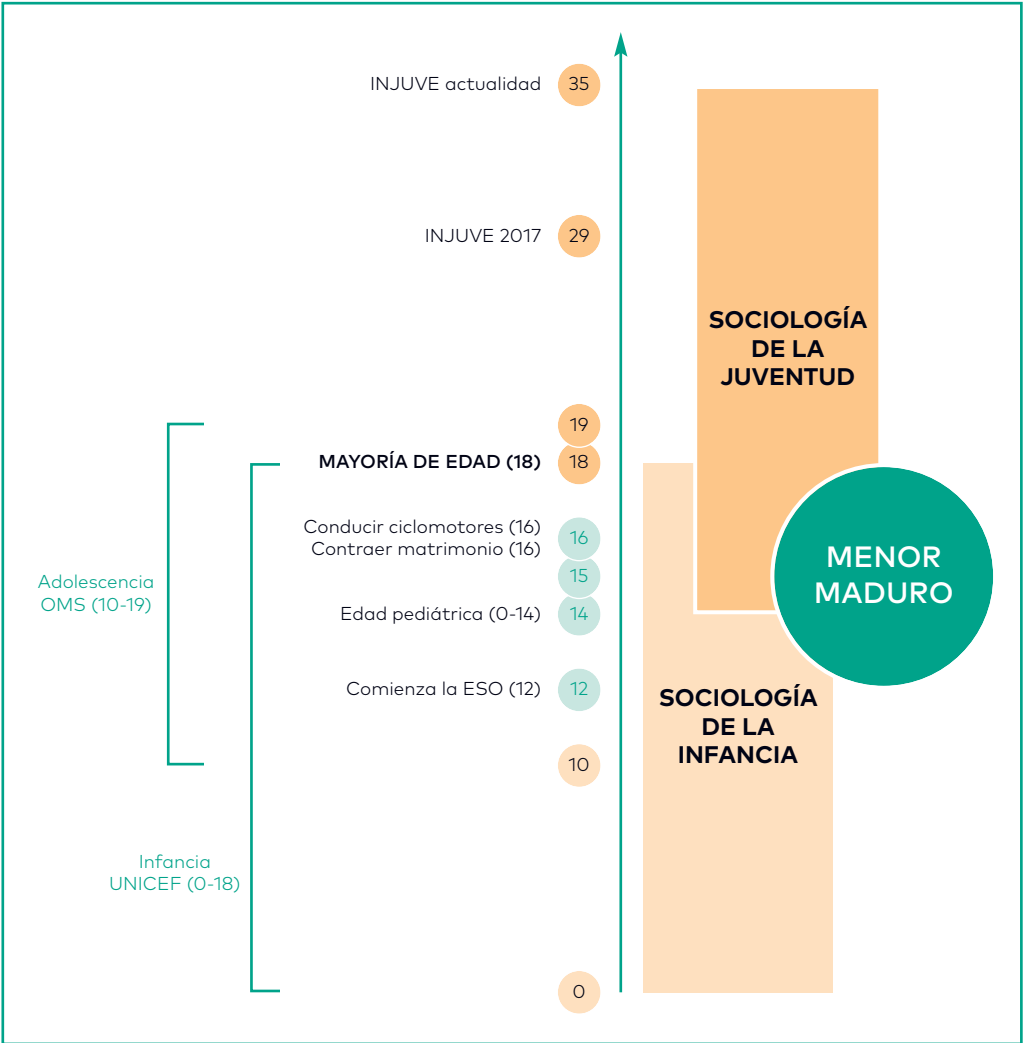 INJUVE actualidad 35
INJUVE 2017 29
SOCIOLOGÍA
DE LA
JUVENTUD
19
MAYORÍA DE EDAD (18) 18
Conducir ciclomotores (16)
Contraer matrimonio (16)
16
15
Edad pediátrica (0-14) 14
Comienza la ESO (12) 12
10
0
Adolescencia
OMS (10-19)
Infancia
UNICEF (0-18)
MENOR
MADURO
SOCIOLOGÍA
DE LA
INFANCIA